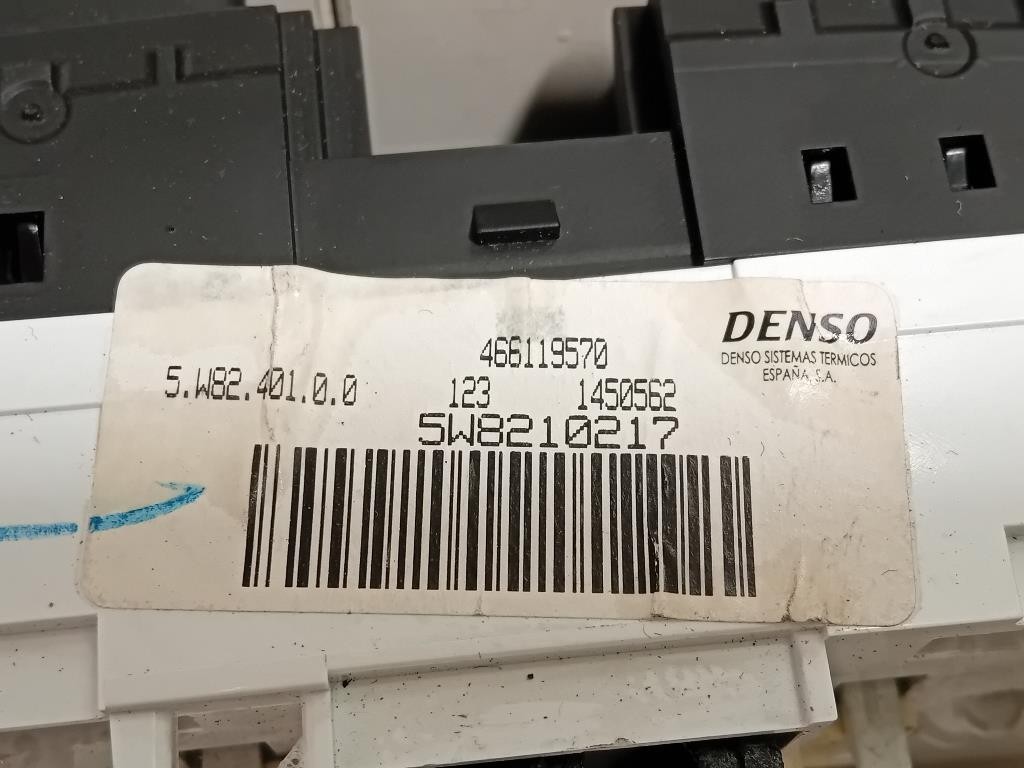 466119570
5.W82.401.0.0 123 1450562
5W8210217
DENSO
DENSO SISTEMAS TERMICOS
ESPAÑA S.A.